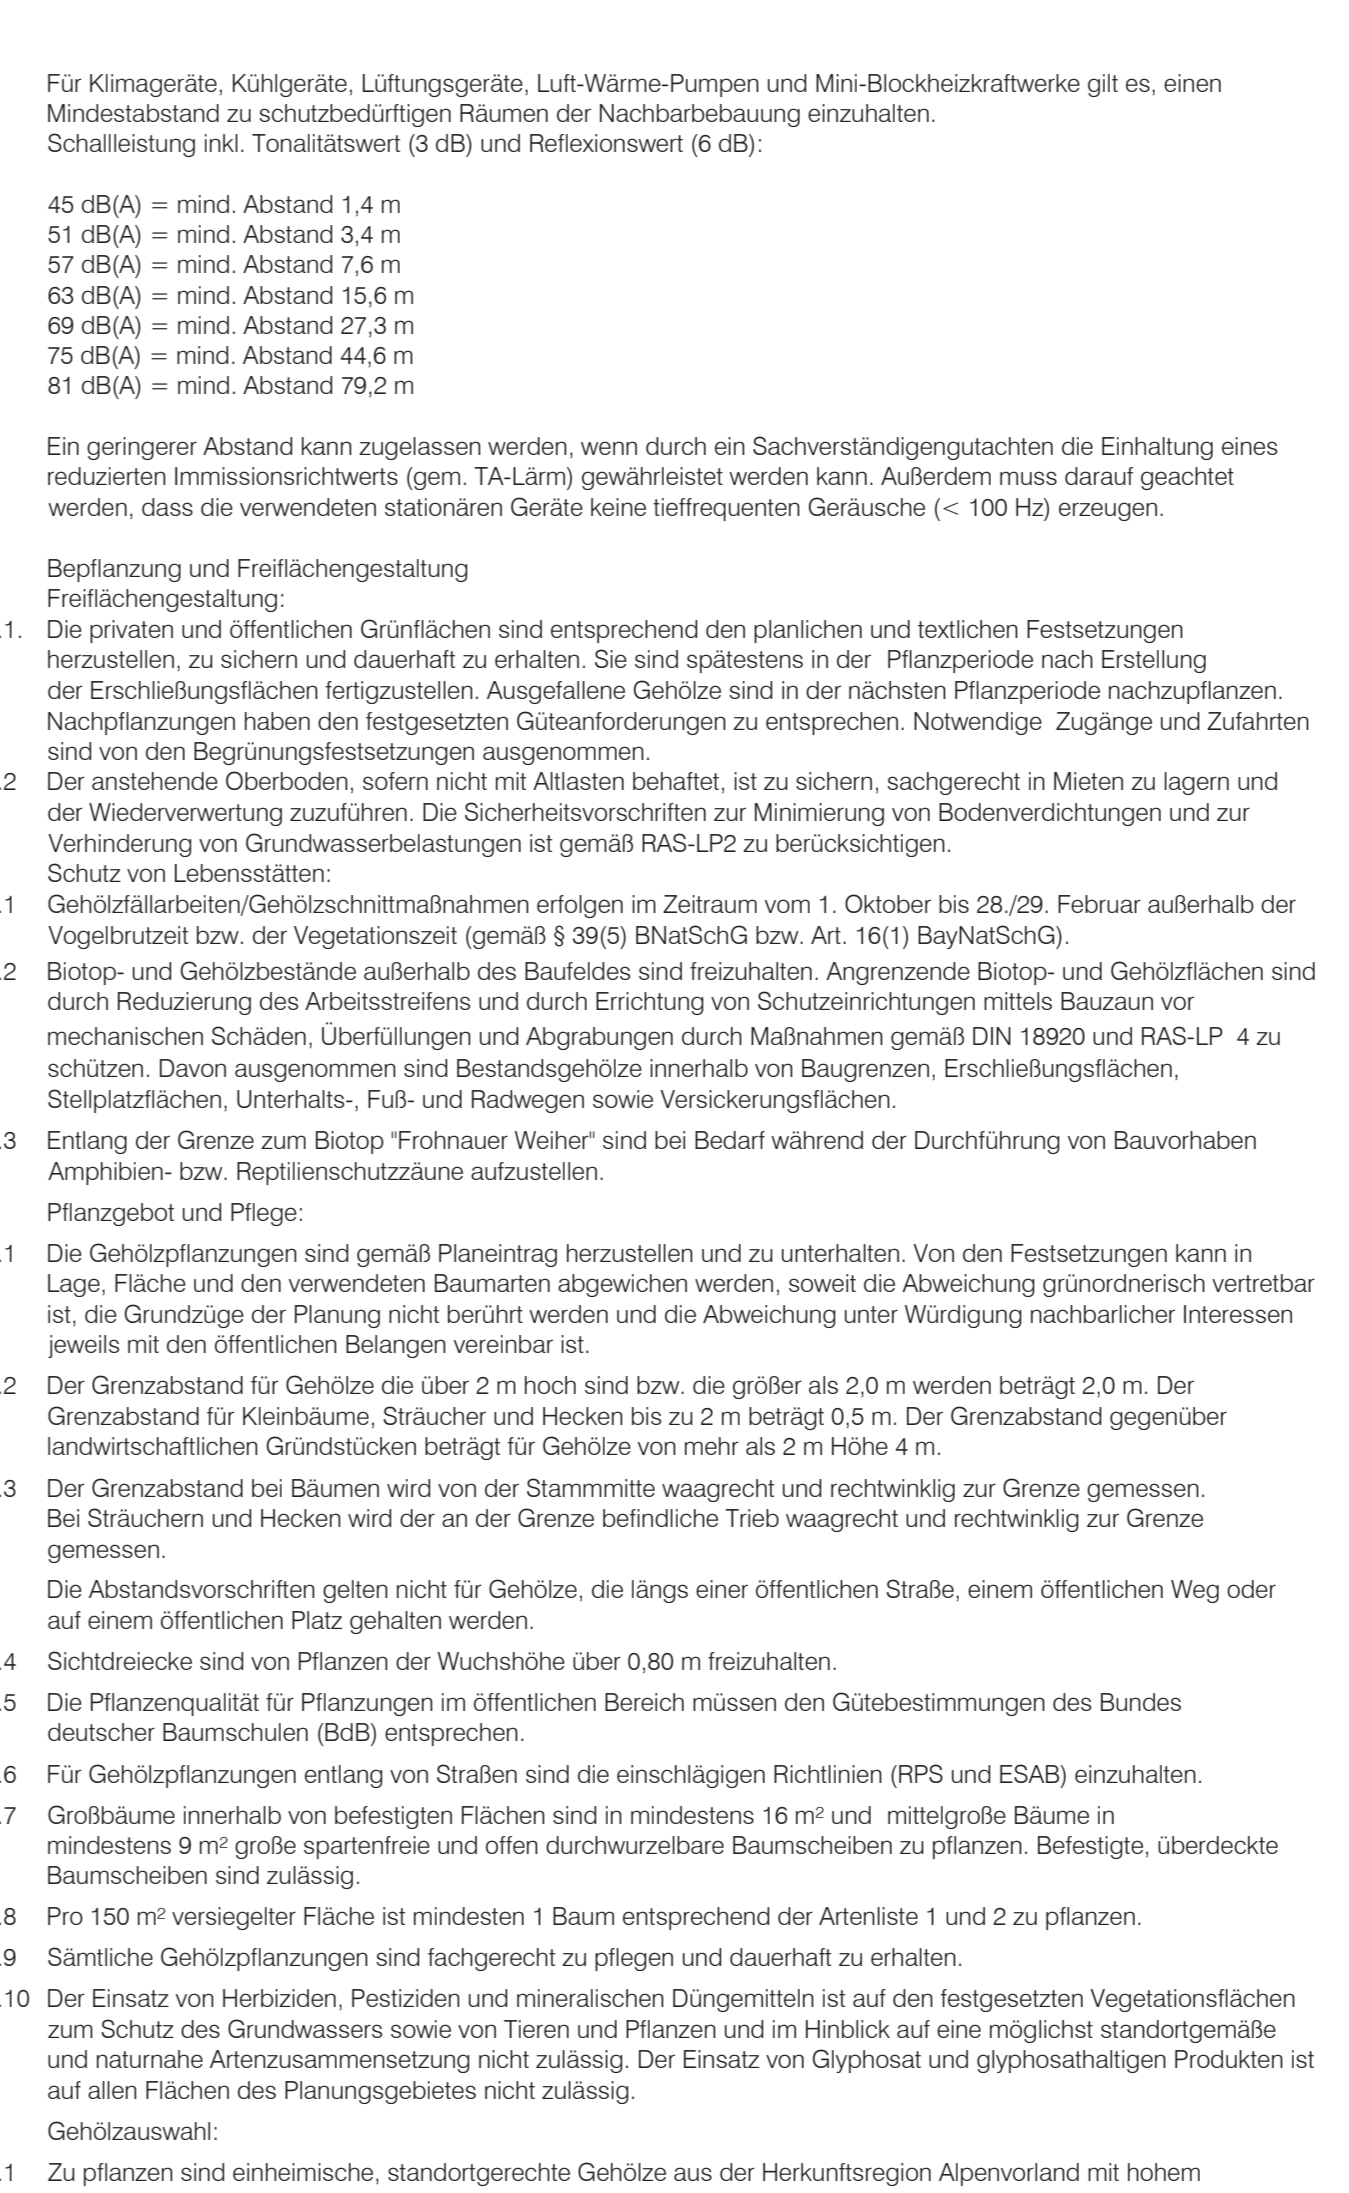 Für Klimageräte, Kühlgeräte, Lüftungsgeräte, Luft-Wärme-Pumpen und Mini-Blockheizkraftwerke gilt es, einen
Mindestabstand zu schutzbedürftigen Räumen der Nachbarbebauung einzuhalten.
Schallleistung inkl. Tonalitätswert (3 dB) und Reflexionswert (6 dB):
45 dB(A) = mind. Abstand 1,4 m
51 dB(A) = mind. Abstand 3,4 m
57 dB(A) = mind. Abstand 7,6 m
63 dB(A) = mind. Abstand 15,6 m
69 dB(A) = mind. Abstand 27,3 m
75 dB(A) = mind. Abstand 44,6 m
81 dB(A) = mind. Abstand 79,2 m
Ein geringerer Abstand kann zugelassen werden, wenn durch ein Sachverständigengutachten die Einhaltung eines
reduzierten Immissionsrichtwerts (gem. TA-Lärm) gewährleistet werden kann. Außerdem muss darauf geachtet
werden, dass die verwendeten stationären Geräte keine tieffrequenten Geräusche (< 100 Hz) erzeugen.
Bepflanzung und Freiflächengestaltung
Freiflächengestaltung:
.1. Die privaten und öffentlichen Grünflächen sind entsprechend den planlichen und textlichen Festsetzungen
herzustellen, zu sichern und dauerhaft zu erhalten. Sie sind spätestens in der Pflanzperiode nach Erstellung
der Erschließungsflächen fertigzustellen. Ausgefallene Gehölze sind in der nächsten Pflanzperiode nachzupflanzen.
Nachpflanzungen haben den festgesetzten Güteanforderungen zu entsprechen. Notwendige Zugänge und Zufahrten
sind von den Begrünungsfestsetzungen ausgenommen.
.2 Der anstehende Oberboden, sofern nicht mit Altlasten behaftet, ist zu sichern, sachgerecht in Mieten zu lagern und
der Wiederverwertung zuzuführen. Die Sicherheitsvorschriften zur Minimierung von Bodenverdichtungen und zur
Verhinderung von Grundwasserbelastungen ist gemäß RAS-LP2 zu berücksichtigen.
Schutz von Lebensstätten:
.1 Gehölzfällarbeiten/Gehölzschnittmaßnahmen erfolgen im Zeitraum vom 1. Oktober bis 28./29. Februar außerhalb der
Vogelbrutzeit bzw. der Vegetationszeit (gemäß § 39(5) BNatSchG bzw. Art. 16(1) BayNatSchG).
.2 Biotop- und Gehölzbestände außerhalb des Baufeldes sind freizuhalten. Angrenzende Biotop- und Gehölzflächen sind
durch Reduzierung des Arbeitsstreifens und durch Errichtung von Schutzeinrichtungen mittels Bauzaun vor
mechanischen Schäden, Überfüllungen und Abgrabungen durch Maßnahmen gemäß DIN 18920 und RAS-LP 4 zu
schützen. Davon ausgenommen sind Bestandsgehölze innerhalb von Baugrenzen, Erschließungsflächen,
Stellplatzflächen, Unterhalts-, Fuß- und Radwegen sowie Versickerungsflächen.
.3 Entlang der Grenze zum Biotop "Frohnauer Weiher" sind bei Bedarf während der Durchführung von Bauvorhaben
Amphibien- bzw. Reptilienschutzzäune aufzustellen.
Pflanzgebot und Pflege:
.1 Die Gehölzpflanzungen sind gemäß Planeintrag herzustellen und zu unterhalten. Von den Festsetzungen kann in
Lage, Fläche und den verwendeten Baumarten abgewichen werden, soweit die Abweichung grünordnerisch vertretbar
ist, die Grundzüge der Planung nicht berührt werden und die Abweichung unter Würdigung nachbarlicher Interessen
jeweils mit den öffentlichen Belangen vereinbar ist.
.2 Der Grenzabstand für Gehölze die über 2 m hoch sind bzw. die größer als 2,0 m werden beträgt 2,0 m. Der
Grenzabstand für Kleinbäume, Sträucher und Hecken bis zu 2 m beträgt 0,5 m. Der Grenzabstand gegenüber
landwirtschaftlichen Gründstücken beträgt für Gehölze von mehr als 2 m Höhe 4 m.
.3 Der Grenzabstand bei Bäumen wird von der Stammmitte waagrecht und rechtwinklig zur Grenze gemessen.
Bei Sträuchern und Hecken wird der an der Grenze befindliche Trieb waagrecht und rechtwinklig zur Grenze
gemessen.
Die Abstandsvorschriften gelten nicht für Gehölze, die längs einer öffentlichen Straße, einem öffentlichen Weg oder
auf einem öffentlichen Platz gehalten werden.
.4 Sichtdreiecke sind von Pflanzen der Wuchshöhe über 0,80 m freizuhalten.
.5 Die Pflanzenqualität für Pflanzungen im öffentlichen Bereich müssen den Gütebestimmungen des Bundes
deutscher Baumschulen (BdB) entsprechen.
.6 Für Gehölzpflanzungen entlang von Straßen sind die einschlägigen Richtlinien (RPS und ESAB) einzuhalten.
.7 Großbäume innerhalb von befestigten Flächen sind in mindestens 16 m² und mittelgroße Bäume in
mindestens 9 m² große spartenfreie und offen durchwurzelbare Baumscheiben zu pflanzen. Befestigte, überdeckte
Baumscheiben sind zulässig.
.8 Pro 150 m² versiegelter Fläche ist mindesten 1 Baum entsprechend der Artenliste 1 und 2 zu pflanzen.
.9 Sämtliche Gehölzpflanzungen sind fachgerecht zu pflegen und dauerhaft zu erhalten.
.10 Der Einsatz von Herbiziden, Pestiziden und mineralischen Düngemitteln ist auf den festgesetzten Vegetationsflächen
zum Schutz des Grundwassers sowie von Tieren und Pflanzen und im Hinblick auf eine möglichst standortgemäße
und naturnahe Artenzusammensetzung nicht zulässig. Der Einsatz von Glyphosat und glyphosathaltigen Produkten ist
auf allen Flächen des Planungsgebietes nicht zulässig.
Gehölzauswahl:
.1 Zu pflanzen sind einheimische, standortgerechte Gehölze aus der Herkunftsregion Alpenvorland mit hohem